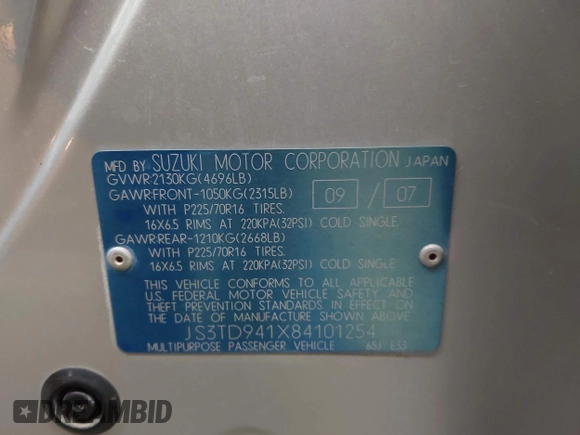 MFD BY SUZUKI MOTOR CORPORATION JAPAN
GVWR:2130KG(4696LB)
GAWR:FRONT-1050KG(2315LB) 09 / 07
WITH P225/70R16 TIRES.
16X6.5 RIMS AT 220KPA(32PSI) COLD SINGLE.
GAWR:REAR-1210KG(2668LB)
WITH P225/70R16 TIRES.
16X6.5 RIMS AT 220KPA(32PSI) COLD SINGLE
THIS VEHICLE CONFORMS TO ALL APPLICABLE
U.S. FEDERAL MOTOR VEHICLE SAFETY AND
THEFT PREVENTION STANDARDS IN EFFECT ON
THE DATE OF MANUFACTURE SHOWN ABOVE.
JS3TD941X84101254
MULTIPURPOSE PASSENGER VEHICLE 65J E33
DREAMBID